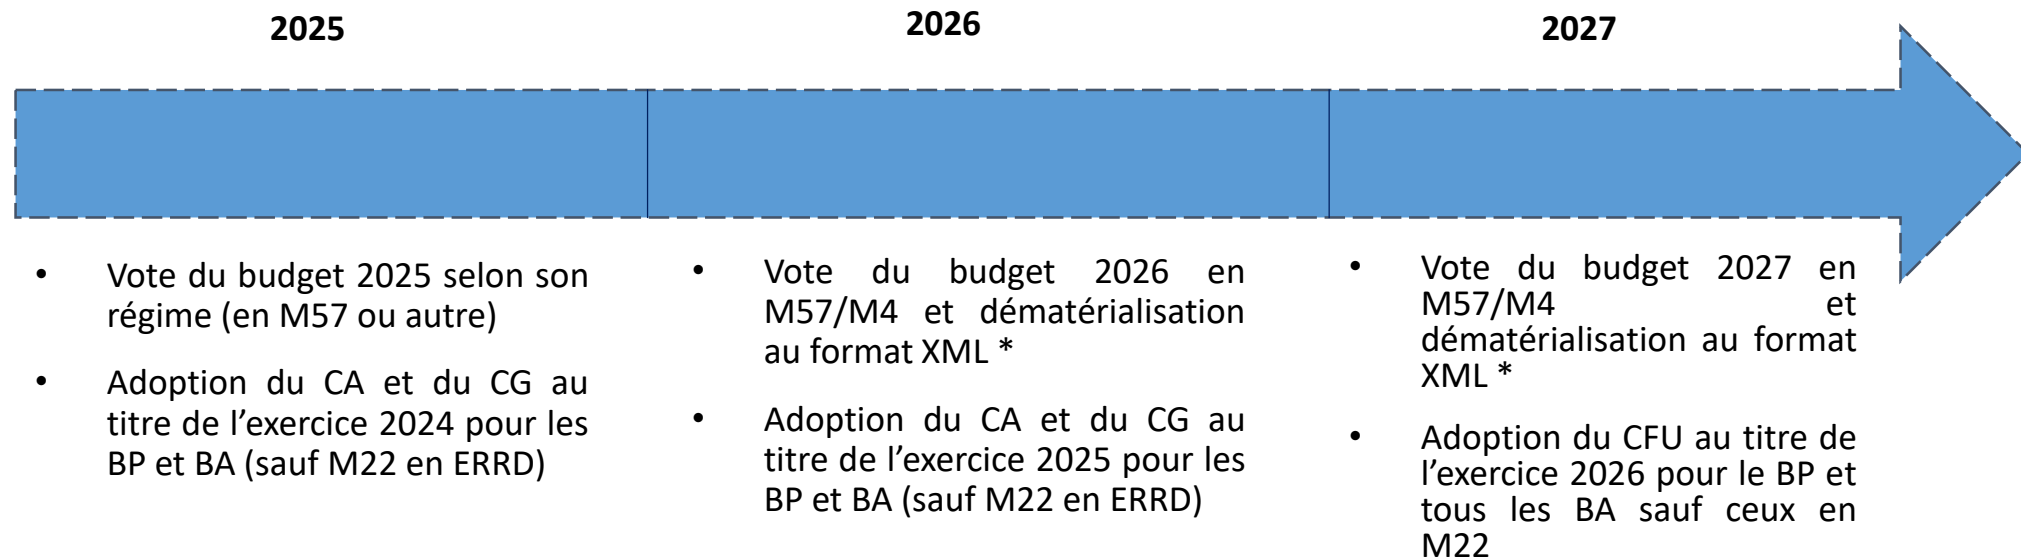 2025
2026
2027
• Vote du budget 2025 selon son
régime (en M57 ou autre)
• Adoption du CA et du CG au
titre de l’exercice 2024 pour les
BP et BA (sauf M22 en ERRD)
• Vote du budget 2026 en
M57/M4 et dématérialisation
au format XML *
• Adoption du CA et du CG au
titre de l’exercice 2025 pour les
BP et BA (sauf M22 en ERRD)
• Vote du budget 2027 en
M57/M4 et
dématérialisation au format
XML *
• Adoption du CFU au titre de
l’exercice 2026 pour le BP et
tous les BA sauf ceux en
M22